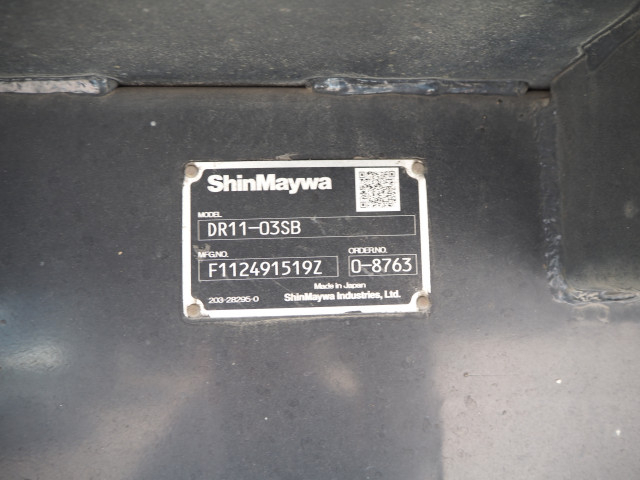 ShinMaywa
MODEL
DR11-03SB
MFG.NO. ORDER.NO.
F112491519Z 0-8763
Made in Japan
203-28295-0 ShinMaywa Industries, Ltd.